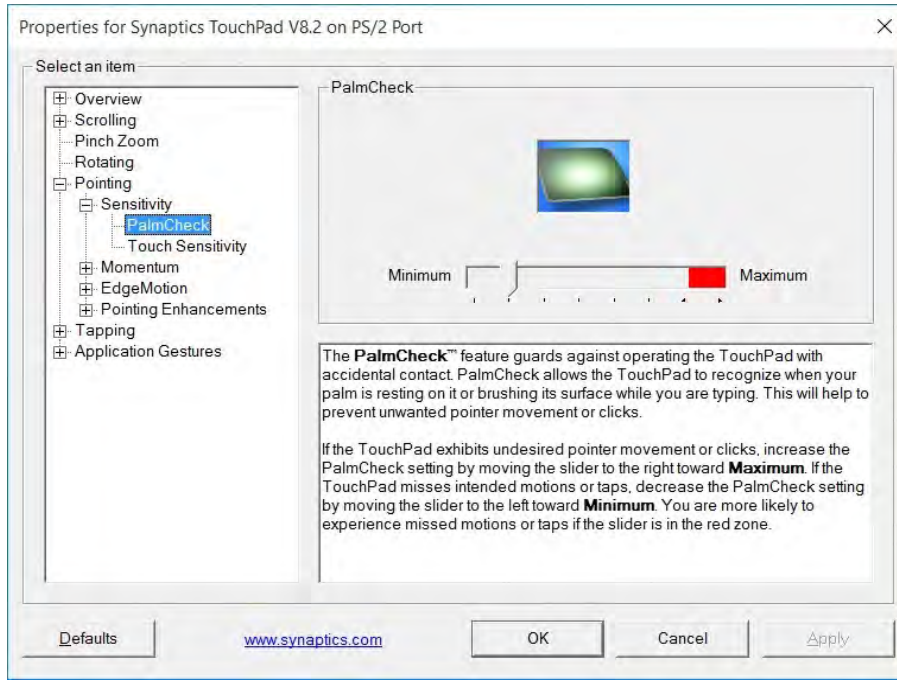 Properties for Synaptics TouchPad V8.2 on PS/2 Port
Select an item
Overview
Scrolling
Pinch Zoom
Rotating
Pointing
Sensitivity
PalmCheck
Touch Sensitivity
Momentum
EdgeMotion
Pointing Enhancements
Tapping
Application Gestures
PalmCheck
Minimum
Maximum
The PalmCheck™ feature guards against operating the TouchPad with
accidental contact. PalmCheck allows the TouchPad to recognize when your
palm is resting on it or brushing its surface while you are typing. This will help to
prevent unwanted pointer movement or clicks.
If the TouchPad exhibits undesired pointer movement or clicks, increase the
PalmCheck setting by moving the slider to the right toward Maximum. If the
TouchPad misses intended motions or taps, decrease the PalmCheck setting
by moving the slider to the left toward Minimum. You are more likely to
experience missed motions or taps if the slider is in the red zone.
Defaults
www.synaptics.com
OK
Cancel
Apply